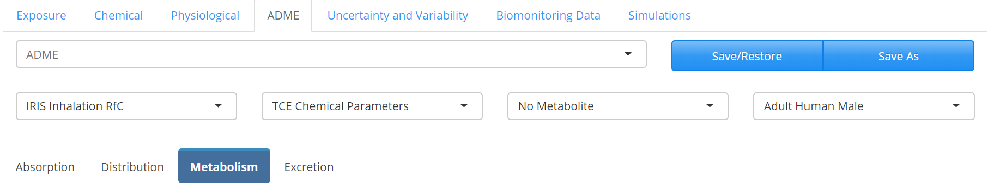 Exposure Chemical Physiological ADME Uncertainty and Variability Biomonitoring Data Simulations
ADME Save/Restore Save As
IRIS Inhalation RfC TCE Chemical Parameters No Metabolite Adult Human Male
Absorption Distribution Metabolism Excretion